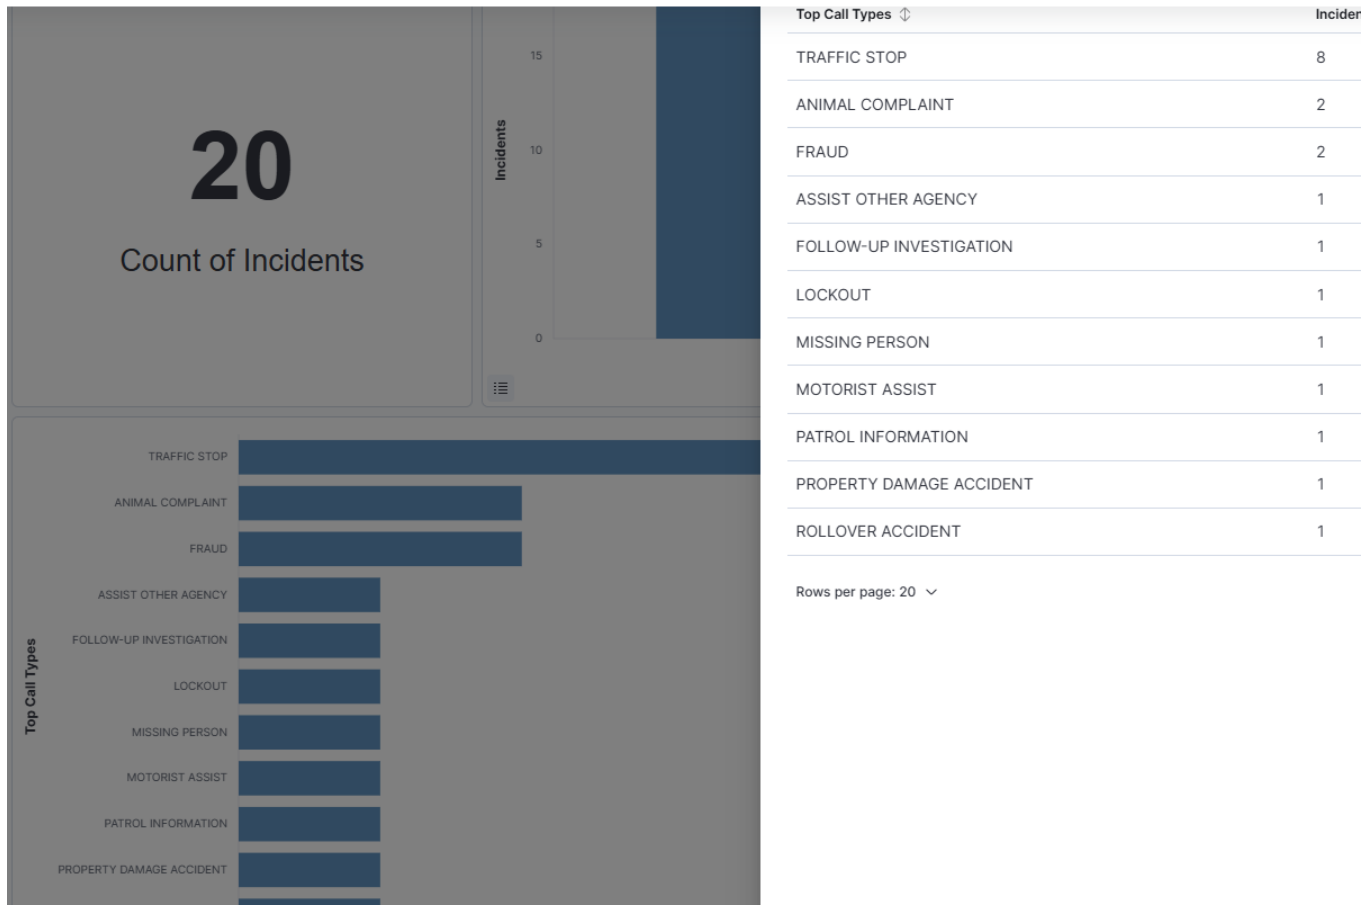 20
Count of Incidents
Incidents
15
10
5
0
Top Call Types
TRAFFIC STOP
ANIMAL COMPLAINT
FRAUD
ASSIST OTHER AGENCY
FOLLOW-UP INVESTIGATION
LOCKOUT
MISSING PERSON
MOTORIST ASSIST
PATROL INFORMATION
PROPERTY DAMAGE ACCIDENT
Top Call Types Inciden
TRAFFIC STOP 8
ANIMAL COMPLAINT 2
FRAUD 2
ASSIST OTHER AGENCY 1
FOLLOW-UP INVESTIGATION 1
LOCKOUT 1
MISSING PERSON 1
MOTORIST ASSIST 1
PATROL INFORMATION 1
PROPERTY DAMAGE ACCIDENT 1
ROLLOVER ACCIDENT 1
Rows per page: 20